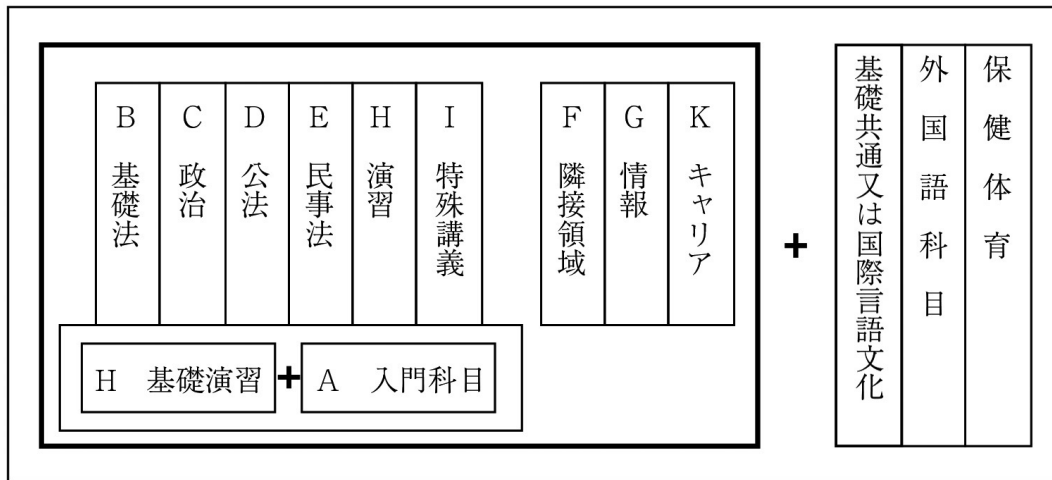 B 基礎法
C 政治
D 公法
E 民事法
H 演習
I 特殊講義
F 隣接領域
G 情報
K キャリア
H 基礎演習
+
A 入門科目
+
基礎共通又は国際言語文化
外国語科目
保健体育